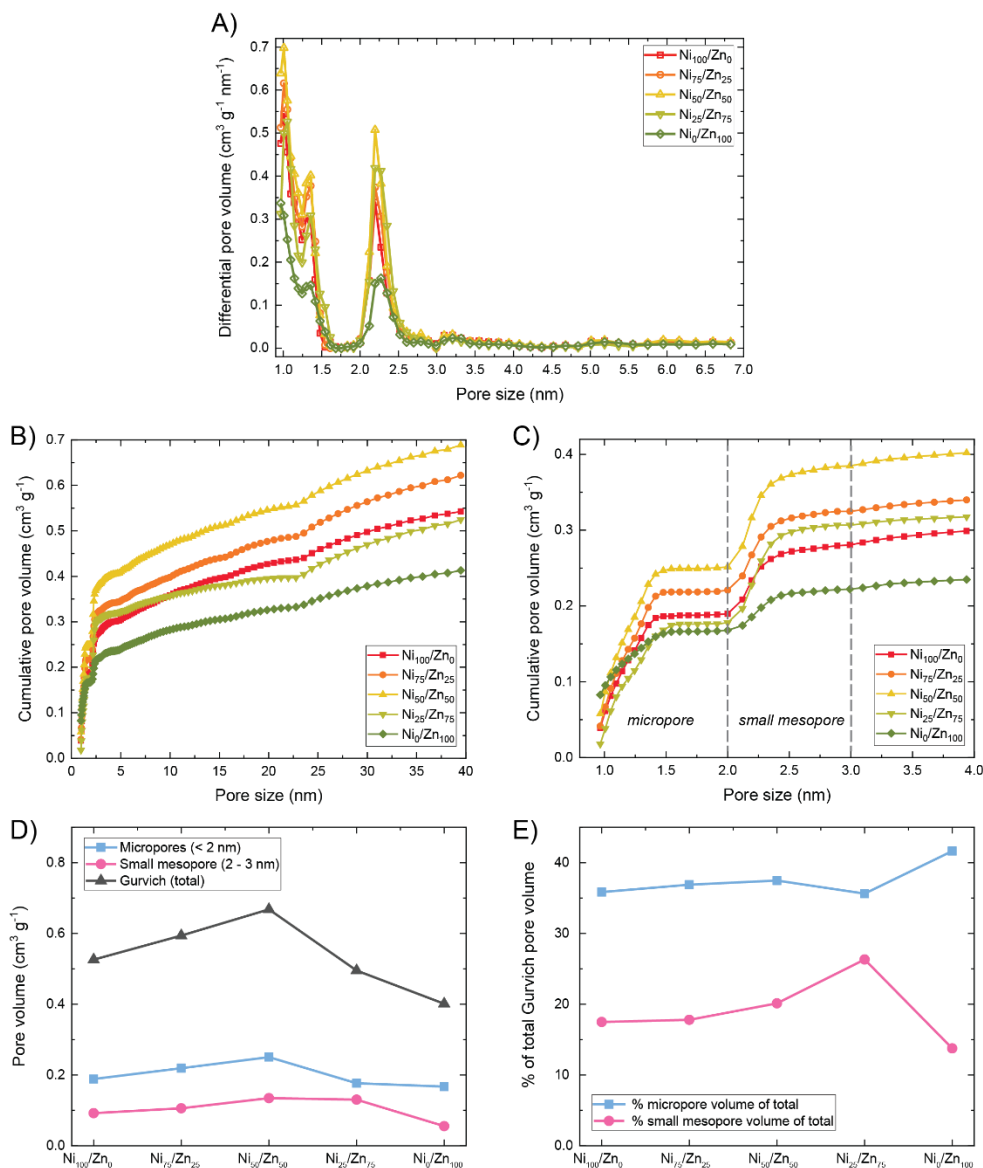 A)
0.7
0.6
0.5
0.4
0.3
0.2
0.1
0.0
Differential pore volume (cm³ g⁻¹ nm⁻¹)
Ni₁₀₀/Zn₀
Ni₇₅/Zn₂₅
Ni₅₀/Zn₅₀
Ni₂₅/Zn₇₅
Ni₀/Zn₁₀₀
1.0 1.5 2.0 2.5 3.0 3.5 4.0 4.5 5.0 5.5 6.0 6.5 7.0
Pore size (nm)
B)
0.7
0.6
0.5
0.4
0.3
0.2
0.1
0.0
Cumulative pore volume (cm³ g⁻¹)
Ni₁₀₀/Zn₀
Ni₇₅/Zn₂₅
Ni₅₀/Zn₅₀
Ni₂₅/Zn₇₅
Ni₀/Zn₁₀₀
0 5 10 15 20 25 30 35 40
Pore size (nm)
C)
0.4
0.3
0.2
0.1
0.0
Cumulative pore volume (cm³ g⁻¹)
micropore small mesopore
Ni₁₀₀/Zn₀
Ni₇₅/Zn₂₅
Ni₅₀/Zn₅₀
Ni₂₅/Zn₇₅
Ni₀/Zn₁₀₀
1.0 1.5 2.0 2.5 3.0 3.5 4.0
Pore size (nm)
D)
Micropores (< 2 nm)
Small mesopore (2 - 3 nm)
Gurvich (total)
0.8
0.6
0.4
0.2
0.0
Pore volume (cm³ g⁻¹)
Ni₁₀₀/Zn₀ Ni₇₅/Zn₂₅ Ni₅₀/Zn₅₀ Ni₂₅/Zn₇₅ Ni₀/Zn₁₀₀
E)
40
30
20
10
0
% of total Gurvich pore volume
% micropore volume of total
% small mesopore volume of total
Ni₁₀₀/Zn₀ Ni₇₅/Zn₂₅ Ni₅₀/Zn₅₀ Ni₂₅/Zn₇₅ Ni₀/Zn₁₀₀